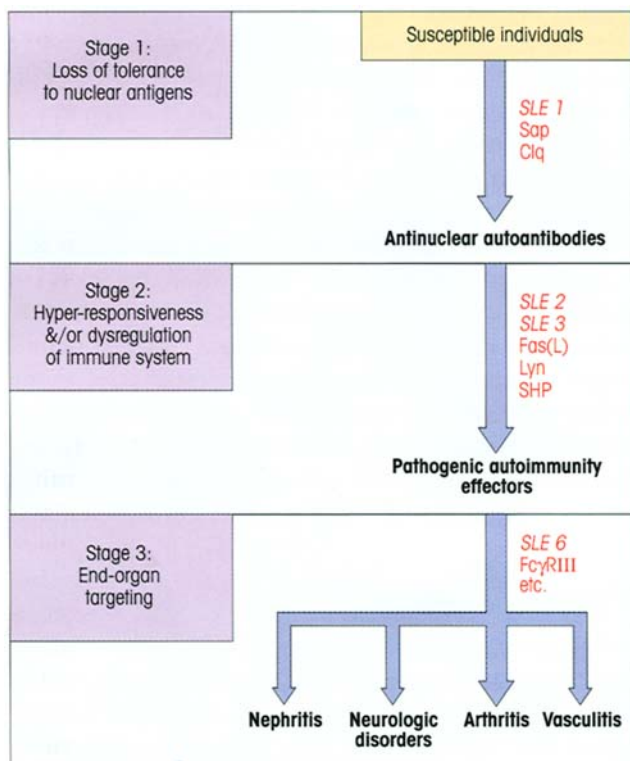 Stage 1:
Loss of tolerance
to nuclear antigens
Susceptible individuals
SLE 1
Sap
Clq
Antinuclear autoantibodies
Stage 2:
Hyper-responsiveness
&/or dysregulation
of immune system
SLE 2
SLE 3
Fas(L)
Lyn
SHP
Pathogenic autoimmunity
effectors
Stage 3:
End-organ
targeting
SLE 6
FcγRIII
etc.
Nephritis
Neurologic
disorders
Arthritis
Vasculitis